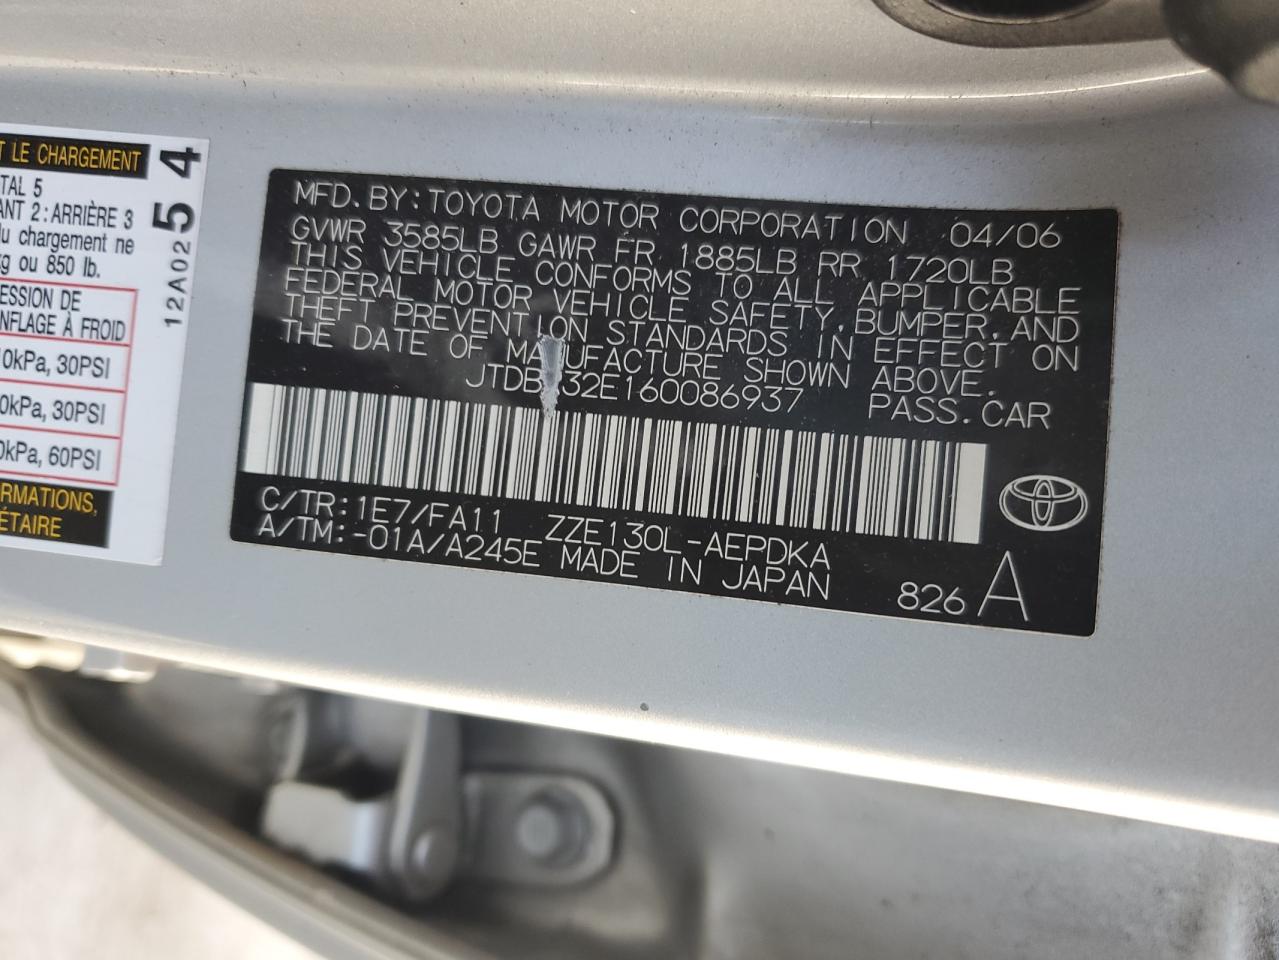 T LE CHARGEMENT
TAL 5
ANT 2 : ARRIÈRE 3
du chargement ne
kg ou 850 lb.
ESSION DE
NFLAGE À FROID
0kPa, 30PSI
0kPa, 30PSI
0kPa, 60PSI
RMATIONS,
ÉTAIRE
12A02 54
MFD. BY: TOYOTA MOTOR CORPORATION 04/06
GVWR 3585LB GAWR FR 1885LB RR 1720LB
THIS VEHICLE CONFORMS TO ALL APPLICABLE
FEDERAL MOTOR VEHICLE SAFETY, BUMPER, AND
THEFT PREVENTION STANDARDS IN EFFECT ON
THE DATE OF MANUFACTURE SHOWN ABOVE.
JTDB 32E160086937 PASS. CAR
C/TR: 1E7/FA11 ZZE130L-AEPDKA
A/TM: -01A/A245E MADE IN JAPAN
826 A